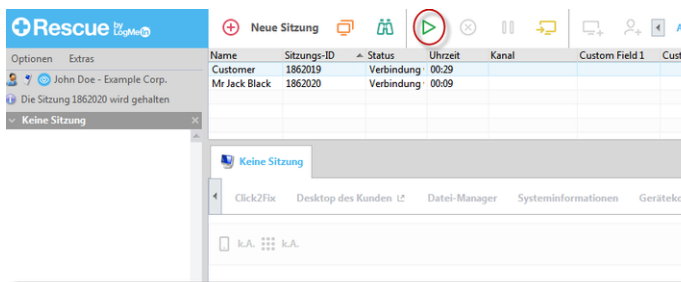 Rescue by LogMeIn
Neue Sitzung
Optionen Extras
John Doe - Example Corp.
Die Sitzung 1862020 wird gehalten
Keine Sitzung
Name Sitzungs-ID Status Uhrzeit Kanal Custom Field 1
Customer 1862019 Verbindung 00:29
Mr Jack Black 1862020 Verbindung 00:09
Keine Sitzung
Click2Fix Desktop des Kunden Datei-Manager Systeminformationen
k.A. k.A.